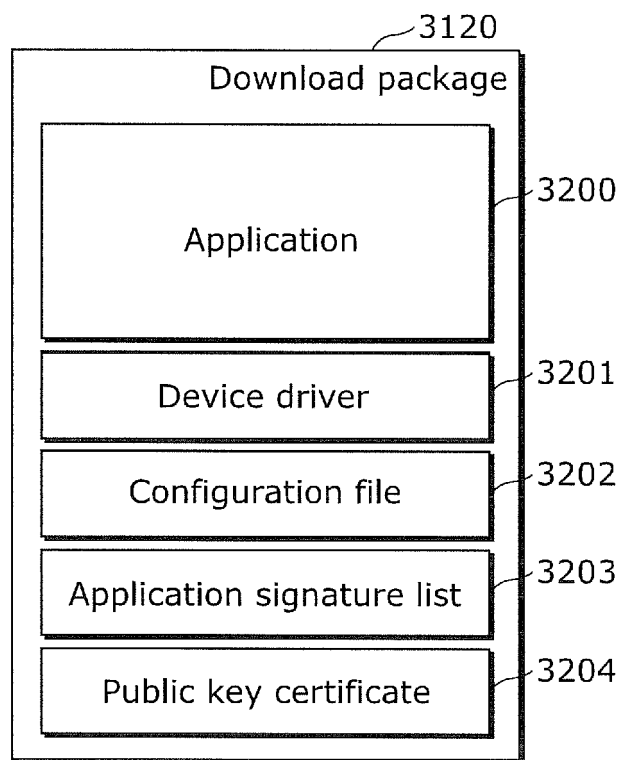 3120
Download package
3200
Application
3201
Device driver
3202
Configuration file
3203
Application signature list
3204
Public key certificate